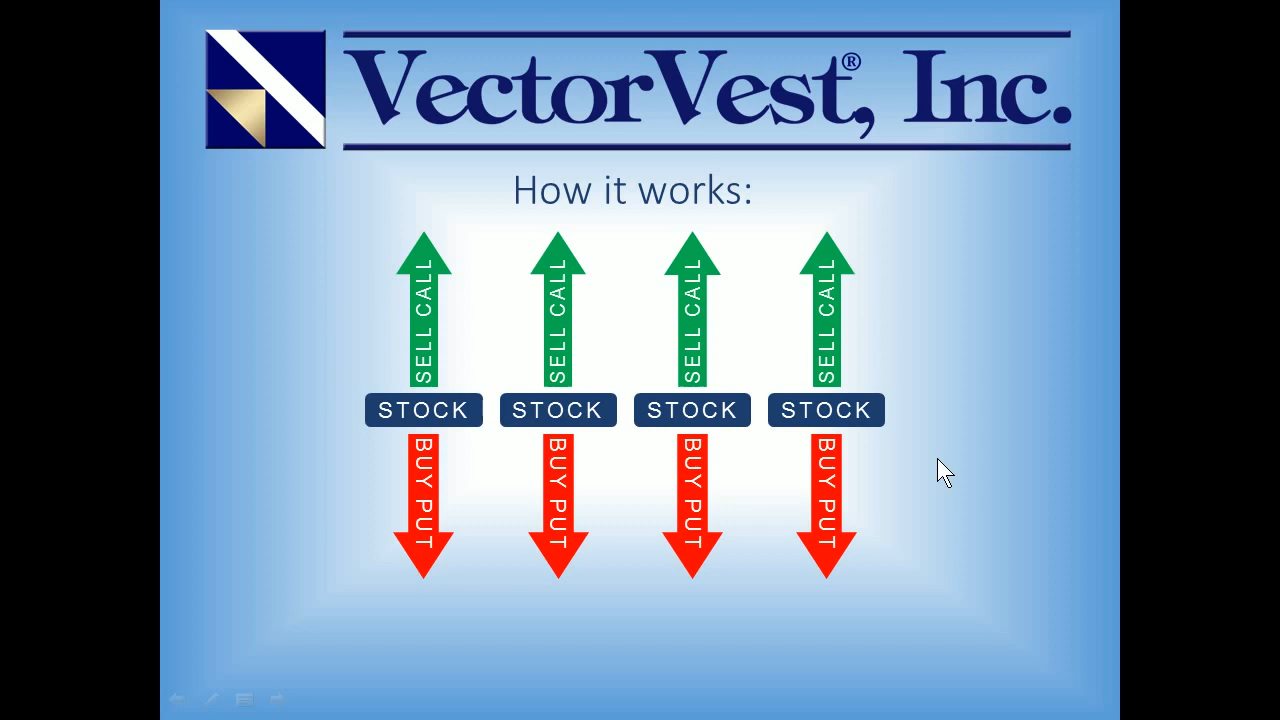 VectorVest®, Inc.
How it works:
SELL CALL SELL CALL SELL CALL SELL CALL
STOCK STOCK STOCK STOCK
BUY PUT BUY PUT BUY PUT BUY PUT